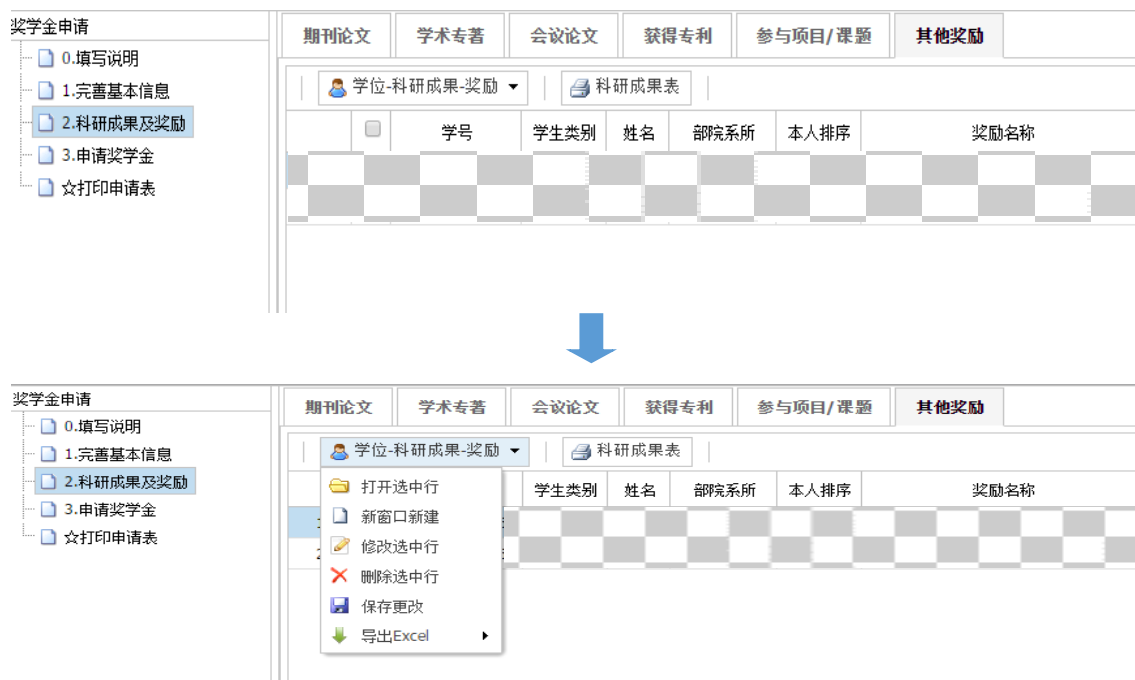 奖学金申请
0.填写说明
1.完善基本信息
2.科研成果及奖励
3.申请奖学金
☆打印申请表
期刊论文 学术专著 会议论文 获得专利 参与项目/课题 其他奖励
学位-科研成果-奖励 科研成果表
学号 学生类别 姓名 部院系所 本人排序 奖励名称
奖学金申请
0.填写说明
1.完善基本信息
2.科研成果及奖励
3.申请奖学金
☆打印申请表
期刊论文 学术专著 会议论文 获得专利 参与项目/课题 其他奖励
学位-科研成果-奖励 科研成果表
学生类别 姓名 部院系所 本人排序 奖励名称
打开选中行
新窗口新建
修改选中行
删除选中行
保存更改
导出Excel